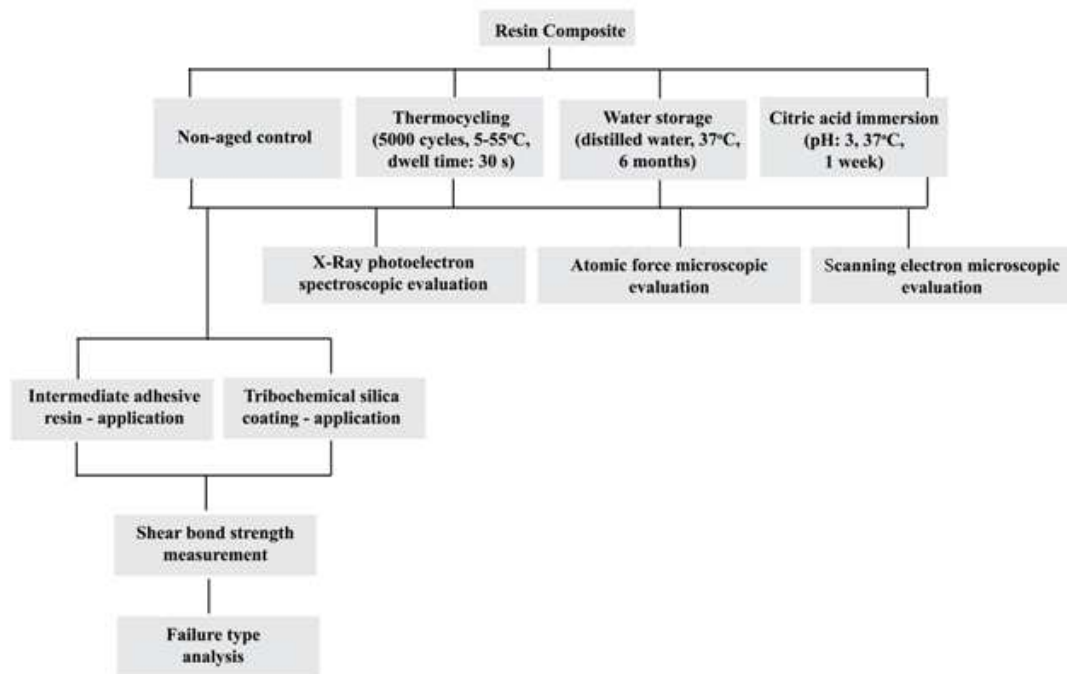 Resin Composite
Non-aged control
Thermocycling
(5000 cycles, 5-55°C,
dwell time: 30 s)
Water storage
(distilled water, 37°C,
6 months)
Citric acid immersion
(pH: 3, 37°C,
1 week)
X-Ray photoelectron
spectroscopic evaluation
Atomic force microscopic
evaluation
Scanning electron microscopic
evaluation
Intermediate adhesive
resin - application
Tribochemical silica
coating - application
Shear bond strength
measurement
Failure type
analysis